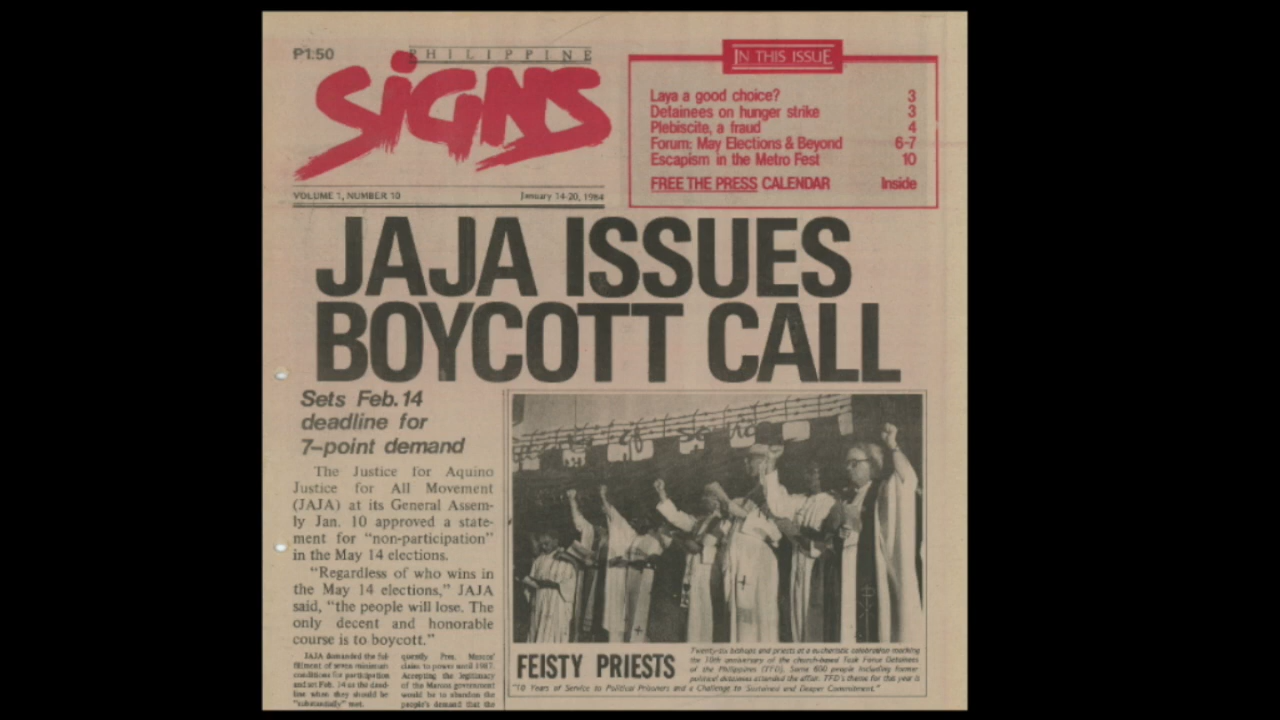 ₱1.50
PHILIPPINE
SIGNS
VOLUME 1, NUMBER 10 January 14-20, 1984
IN THIS ISSUE
Laya a good choice? 3
Detainees on hunger strike 3
Plebiscite, a fraud 4
Forum: May Elections & Beyond 6-7
Escapism in the Metro Fest 10
FREE THE PRESS CALENDAR Inside
JAJA ISSUES
BOYCOTT CALL
Sets Feb. 14
deadline for
7-point demand
The Justice for Aquino
Justice for All Movement
(JAJA) at its General Assem-
ly Jan. 10 approved a state-
ment for "non-participation"
in the May 14 elections.
"Regardless of who wins in
the May 14 elections," JAJA
said, "the people will lose. The
only decent and honorable
course is to boycott."
JAJA demanded the ful-
fillment of seven minimum
conditions for participation
and set Feb. 14 as the dead-
line when they should be
"substantially" met.
quently Pres. Marcos'
claims to power until 1987.
Accepting the legitimacy
of the Marcos government
would be to abandon the
people's demand that the
FEISTY PRIESTS
Twenty-six bishops and priests at a eucharistic celebration marking
the 10th anniversary of the church-based Task Force Detainees
of the Philippines (TFD). Some 600 people including former
political detainees attended the affair. TFD's theme for this year is
"10 Years of Service to Political Prisoners and a Challenge to Sustained and Deeper Commitment."